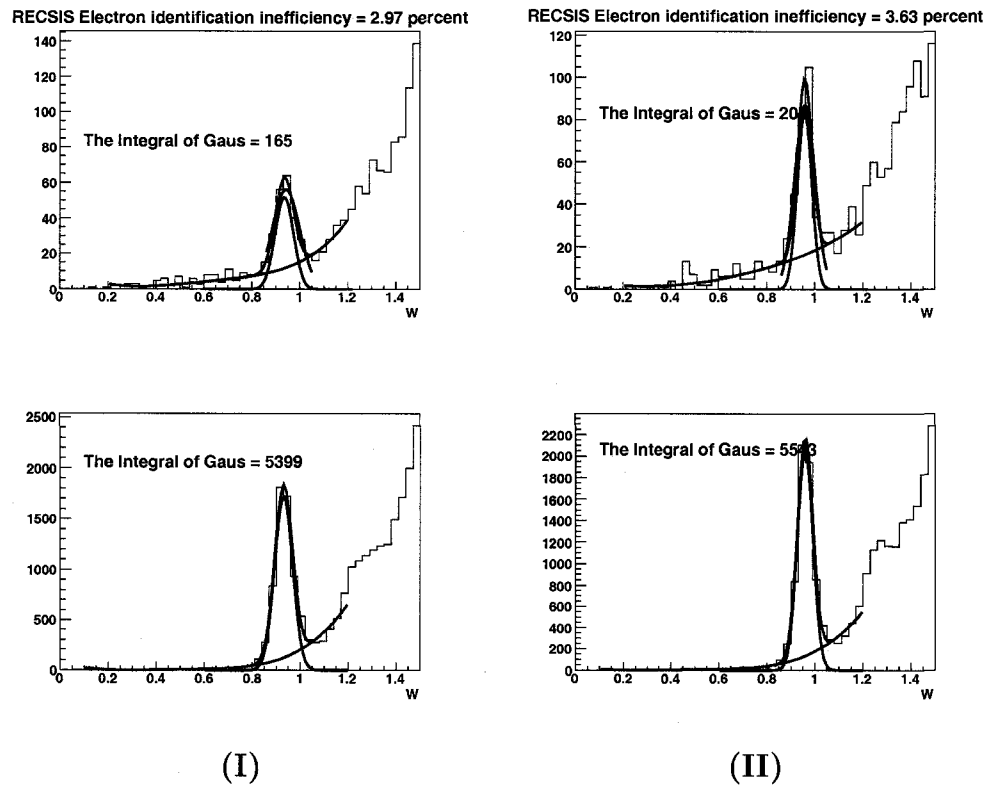 RECSIS Electron identification inefficiency = 2.97 percent
RECSIS Electron identification inefficiency = 3.63 percent
140
120
100
80
60
40
20
0
The Integral of Gaus = 165
0 0.2 0.4 0.6 0.8 1 1.2 1.4
W
120
100
80
60
40
20
0
The Integral of Gaus =
0 0.2 0.4 0.6 0.8 1 1.2 1.4
W
2500
2000
1500
1000
500
0
The Integral of Gaus = 5399
0 0.2 0.4 0.6 0.8 1 1.2 1.4
W
2200
2000
1800
1600
1400
1200
1000
800
600
400
200
0
The Integral of Gaus =
0 0.2 0.4 0.6 0.8 1 1.2 1.4
W
(I)
(II)